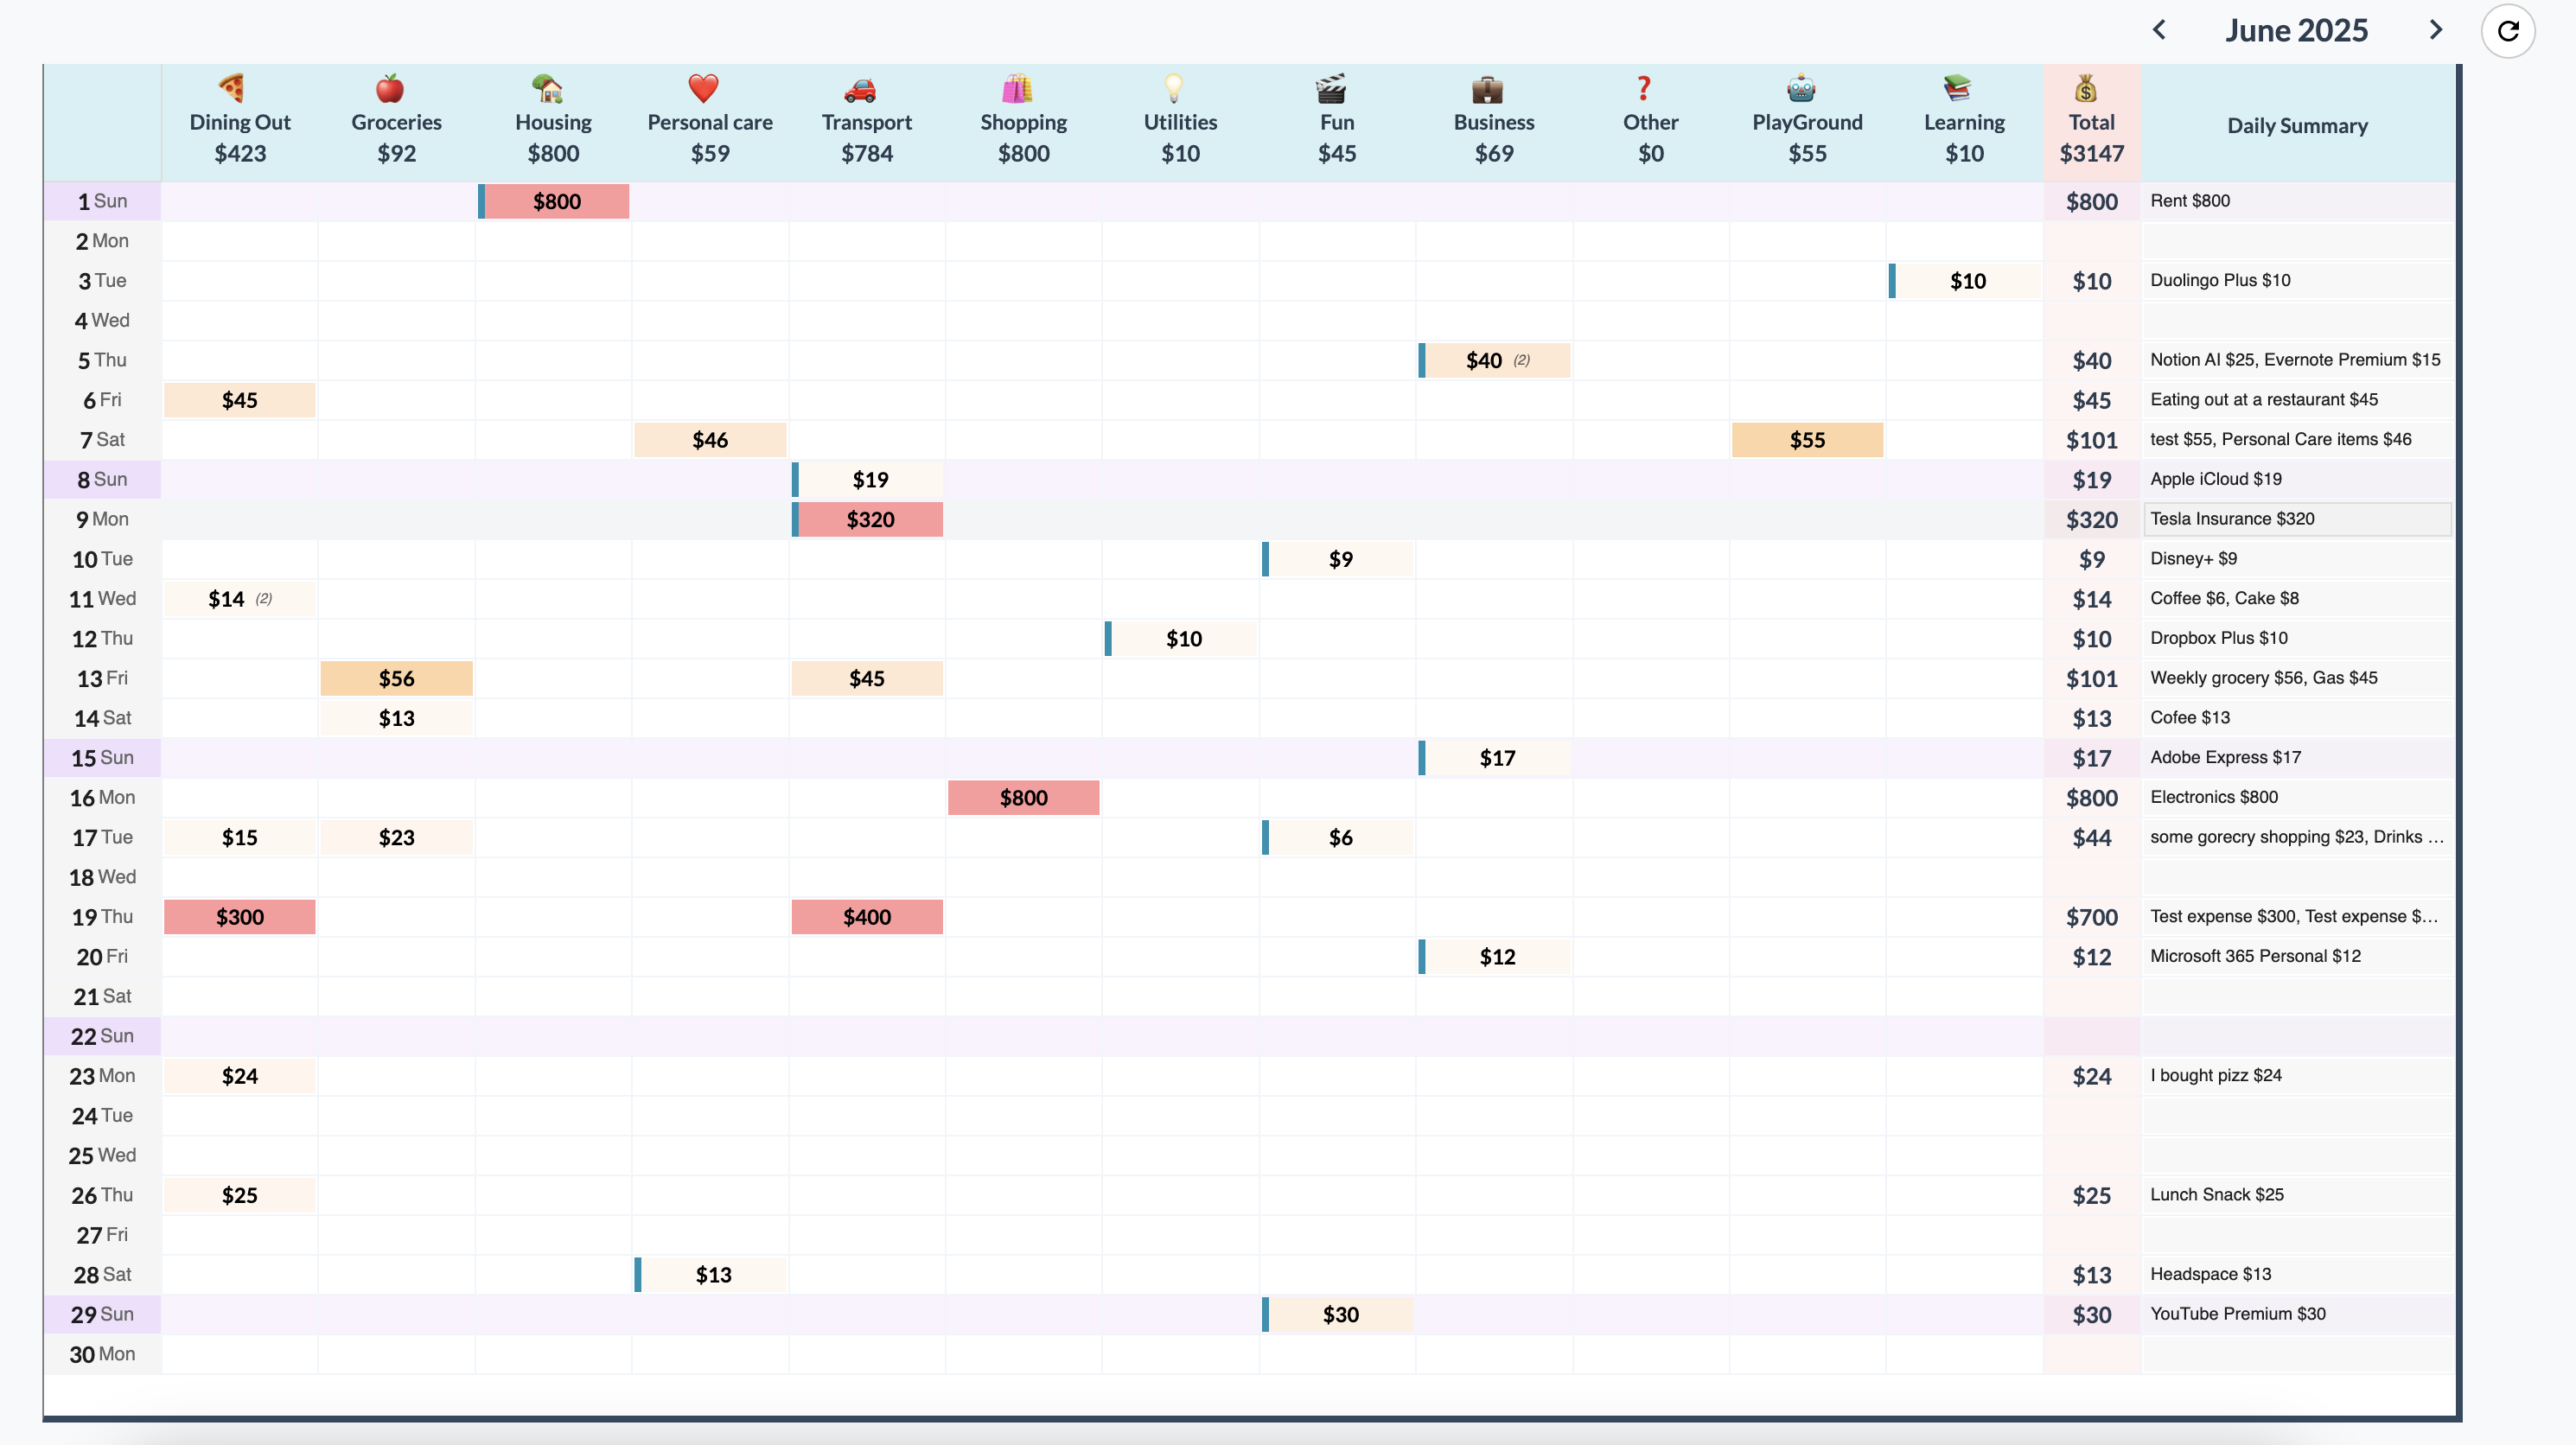 June 2025
Dining Out Groceries Housing Personal care Transport Shopping Utilities Fun Business Other PlayGround Learning Total Daily Summary
$423 $92 $800 $59 $784 $800 $10 $45 $69 $0 $55 $10 $3147
1 Sun $800 $800 Rent $800
2 Mon
3 Tue $10 $10 Duolingo Plus $10
4 Wed
5 Thu $40 (2) $40 Notion AI $25, Evernote Premium $15
6 Fri $45 $45 Eating out at a restaurant $45
7 Sat $46 $55 $101 test $55, Personal Care items $46
8 Sun $19 $19 Apple iCloud $19
9 Mon $320 $320 Tesla Insurance $320
10 Tue $9 $9 Disney+ $9
11 Wed $14 (2) $14 Coffee $6, Cake $8
12 Thu $10 $10 Dropbox Plus $10
13 Fri $56 $45 $101 Weekly grocery $56, Gas $45
14 Sat $13 $13 Cofee $13
15 Sun $17 $17 Adobe Express $17
16 Mon $800 $800 Electronics $800
17 Tue $15 $23 $6 $44 some gorecry shopping $23, Drinks ...
18 Wed
19 Thu $300 $400 $700 Test expense $300, Test expense $...
20 Fri $12 $12 Microsoft 365 Personal $12
21 Sat
22 Sun
23 Mon $24 $24 I bought pizz $24
24 Tue
25 Wed
26 Thu $25 $25 Lunch Snack $25
27 Fri
28 Sat $13 $13 Headspace $13
29 Sun $30 $30 YouTube Premium $30
30 Mon